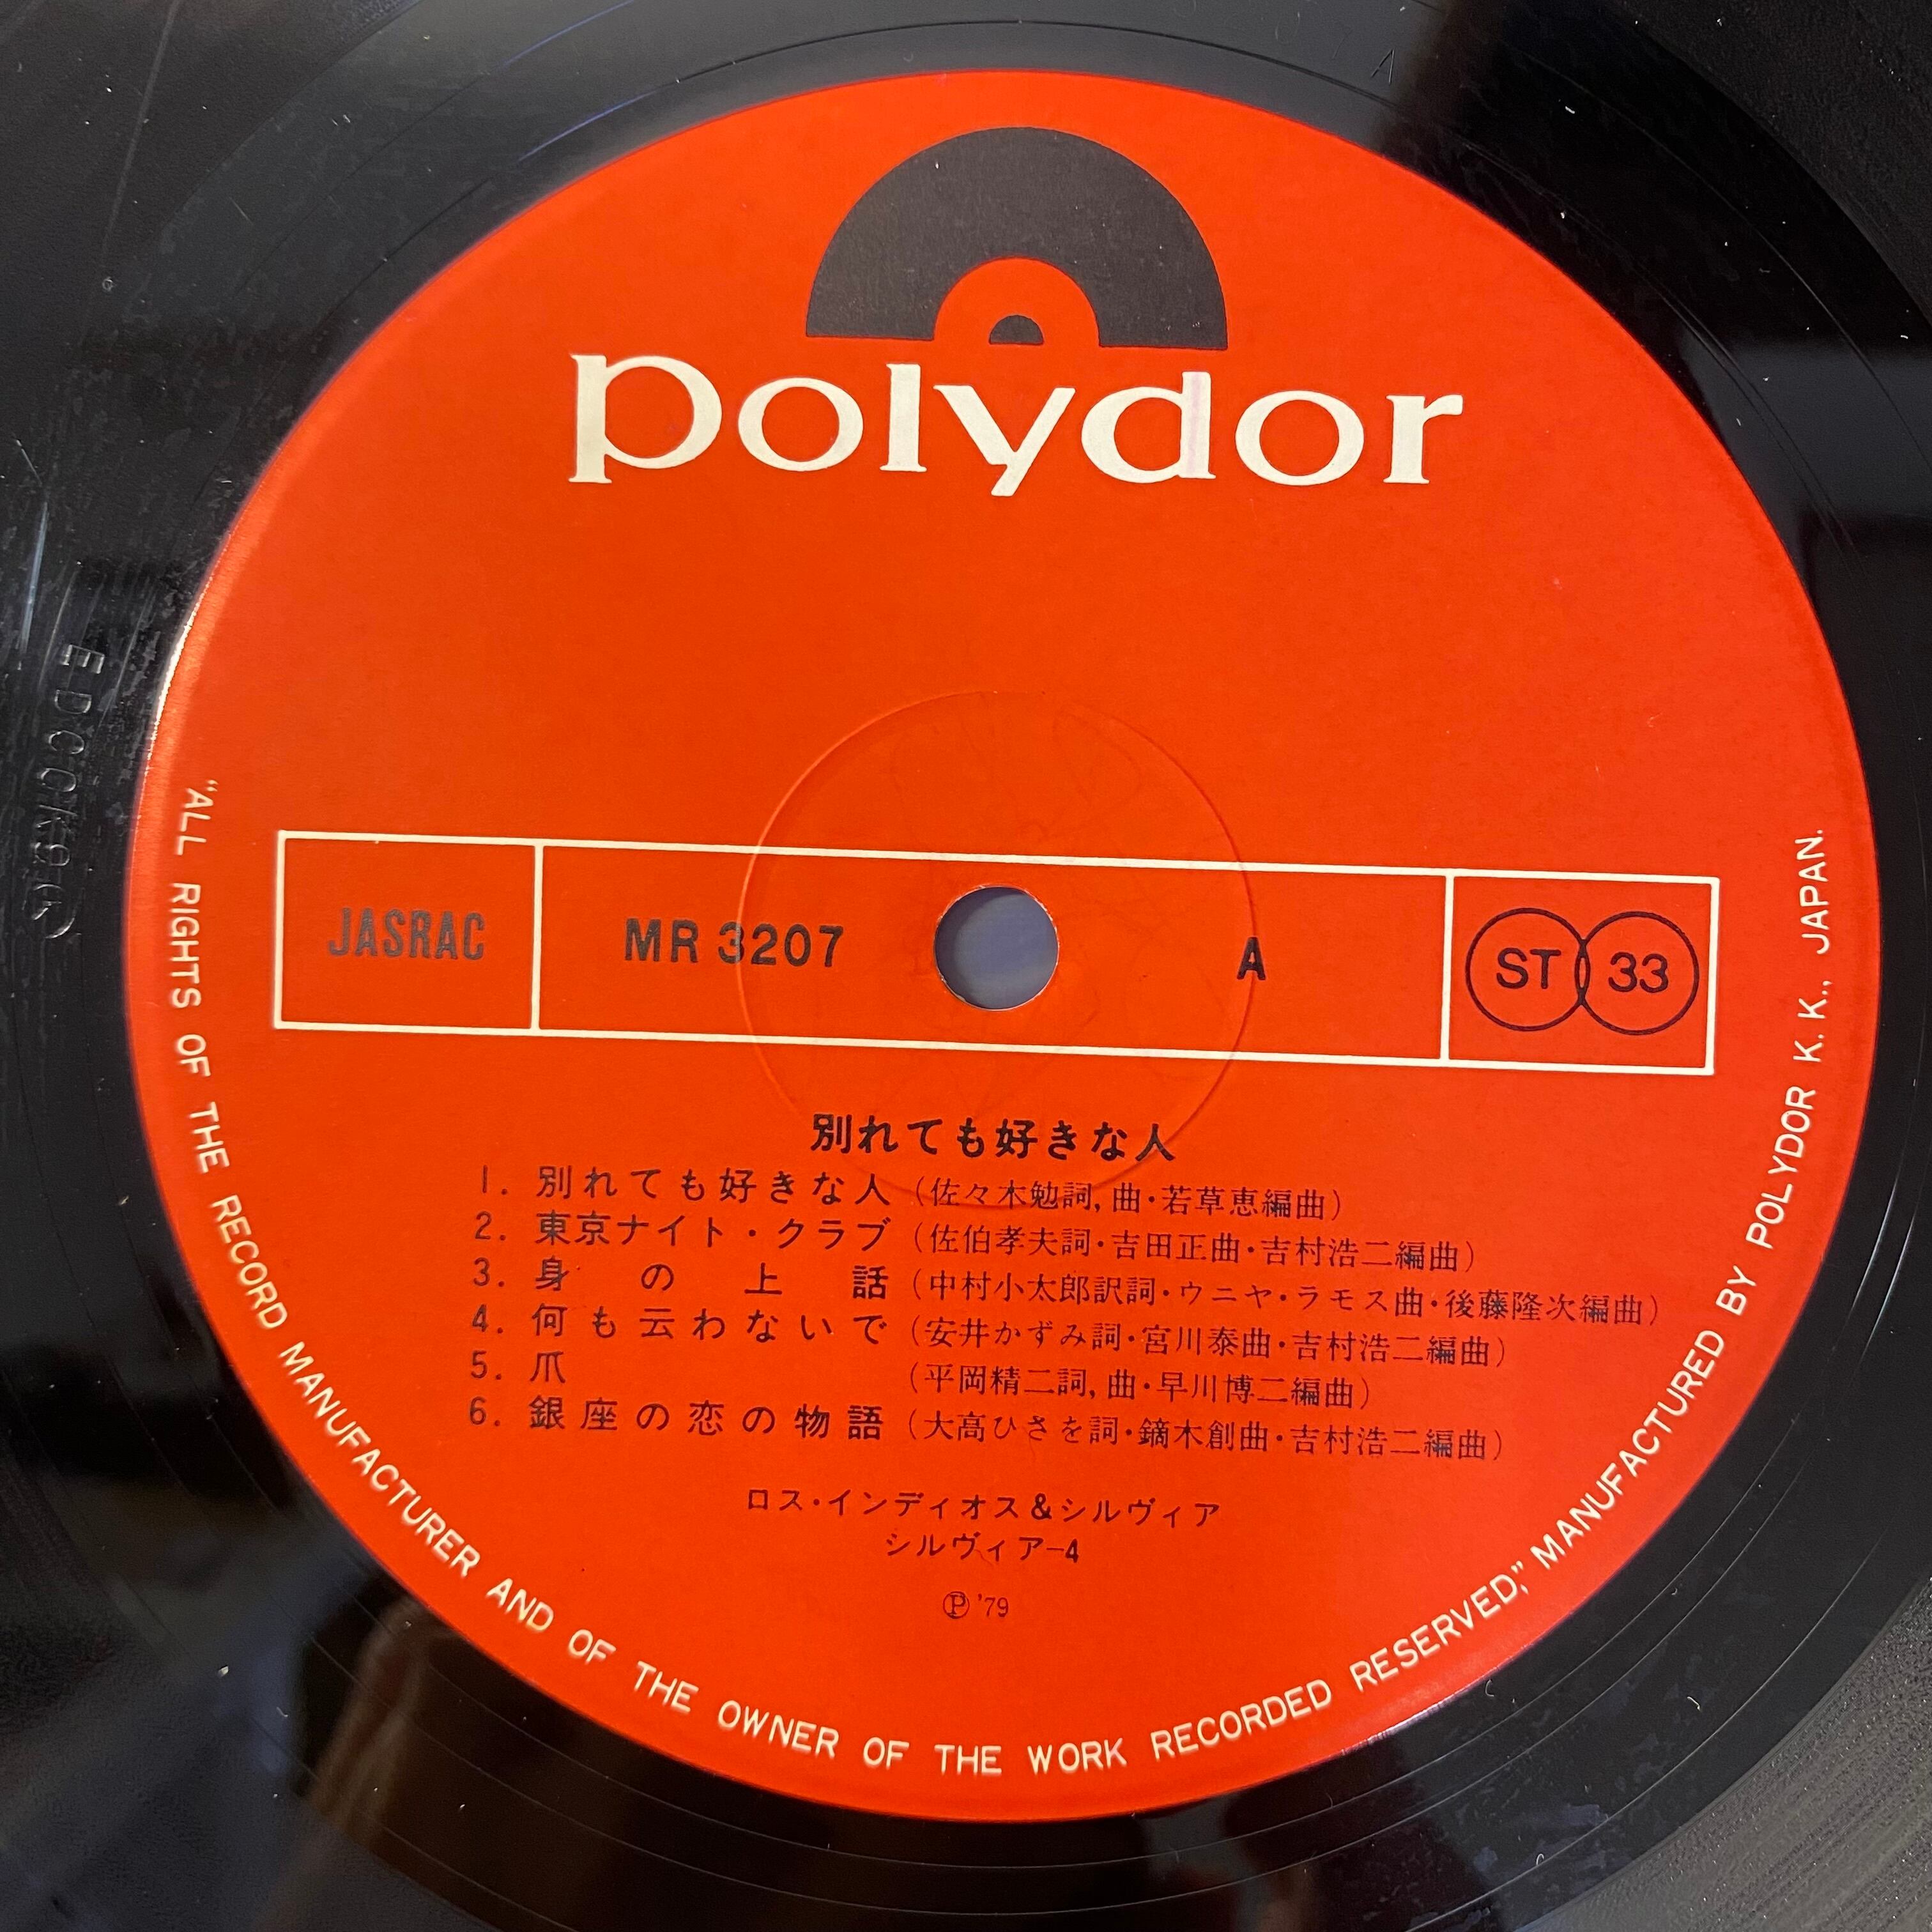 polydor
JASRAC
MR 3207
A
ST 33
別れても好きな人
1. 別れても好きな人 (佐々木勉詞, 曲・若草恵編曲)
2. 東京ナイト・クラブ (佐伯孝夫詞・吉田正曲・吉村浩二編曲)
3. 身の上話 (中村小太郎訳詞・ウニヤ・ラモス曲・後藤隆次編曲)
4. 何も云わないで (安井かずみ詞・宮川泰曲・吉村浩二編曲)
5. 爪 (平岡精二詞, 曲・早川博二編曲)
6. 銀座の恋の物語 (大高ひさを詞・鏑木創曲・吉村浩二編曲)
ロス・インディオス&シルヴィア
シルヴィア-4
Ⓟ '79
"ALL RIGHTS OF THE RECORD MANUFACTURER AND OF THE OWNER OF THE WORK RECORDED RESERVED," MANUFACTURED BY POLYDOR K. K., JAPAN.